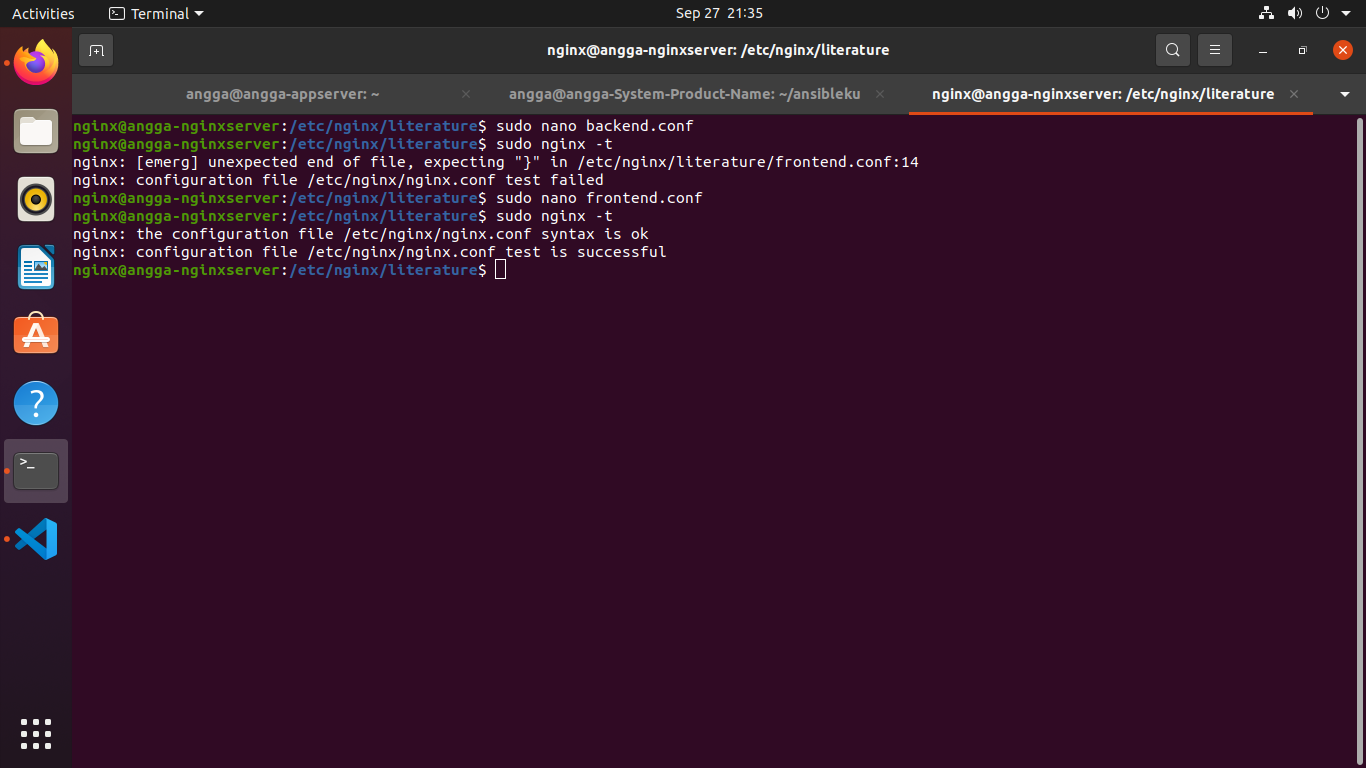 Activities
Terminal
Sep 27 21:35
nginx@angga-nginxserver: /etc/nginx/literature
angga@angga-appserver: ~
angga@angga-System-Product-Name: ~/ansibleku
nginx@angga-nginxserver: /etc/nginx/literature
nginx@angga-nginxserver:/etc/nginx/literature$ sudo nano backend.conf
nginx@angga-nginxserver:/etc/nginx/literature$ sudo nginx -t
nginx: [emerg] unexpected end of file, expecting "}" in /etc/nginx/literature/frontend.conf:14
nginx: configuration file /etc/nginx/nginx.conf test failed
nginx@angga-nginxserver:/etc/nginx/literature$ sudo nano frontend.conf
nginx@angga-nginxserver:/etc/nginx/literature$ sudo nginx -t
nginx: the configuration file /etc/nginx/nginx.conf syntax is ok
nginx: configuration file /etc/nginx/nginx.conf test is successful
nginx@angga-nginxserver:/etc/nginx/literature$